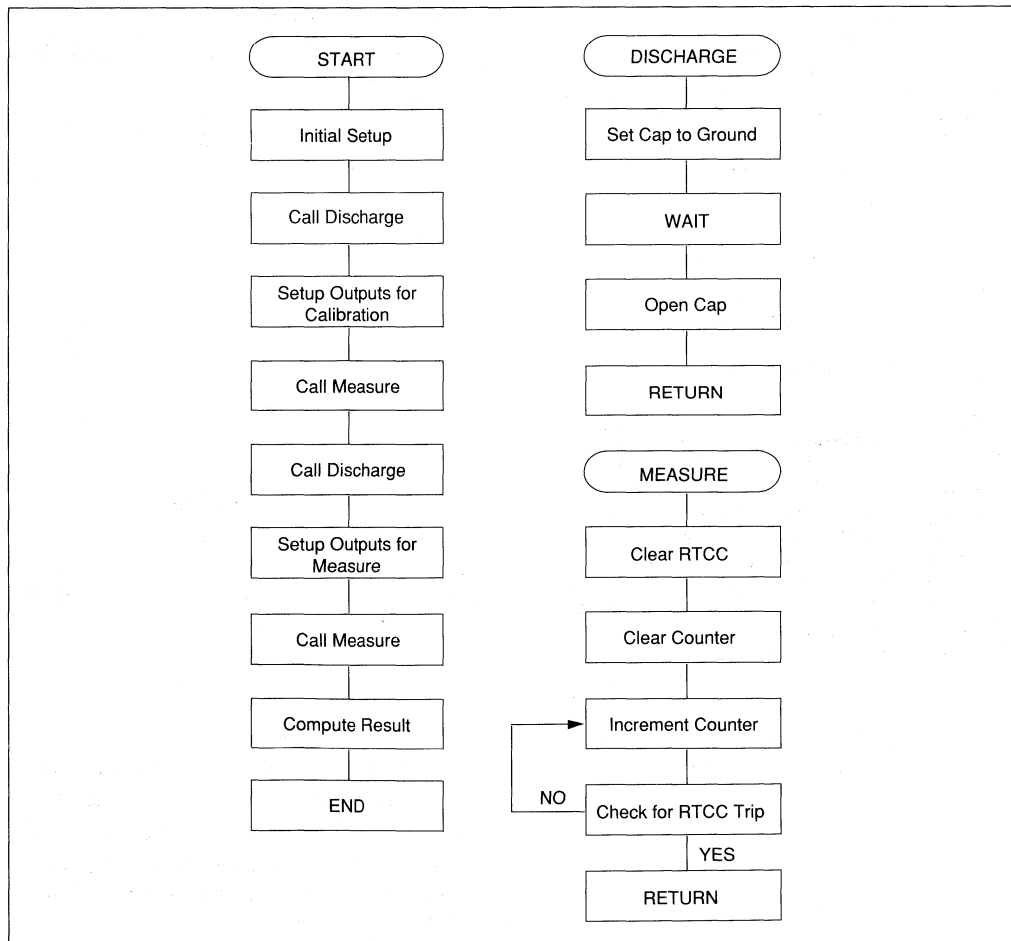 START
Initial Setup
Call Discharge
Setup Outputs for
Calibration
Call Measure
Call Discharge
Setup Outputs for
Measure
Call Measure
Compute Result
END
DISCHARGE
Set Cap to Ground
WAIT
Open Cap
RETURN
MEASURE
Clear RTCC
Clear Counter
Increment Counter
NO
Check for RTCC Trip
YES
RETURN